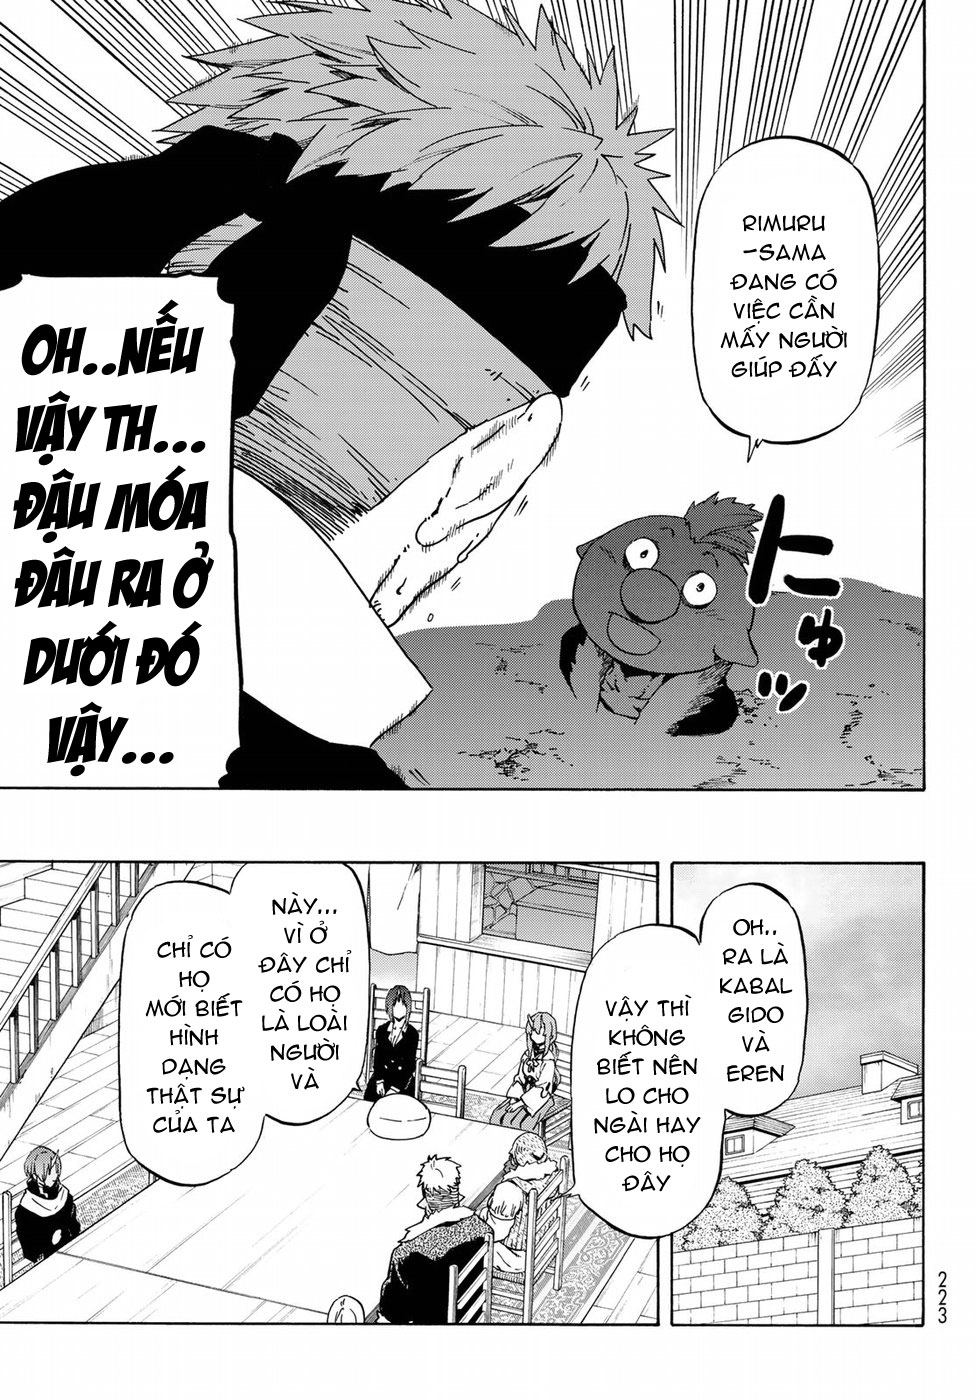 RIMURU
-SAMA
ĐANG CÓ
VIỆC CẦN
MẤY NGƯỜI
GIÚP ĐẤY
にゅッ
OH..NẾU
VẬY TH...
ĐẬU MÓA
ĐÂU RA Ở
DƯỚI ĐÓ
VẬY...
OH..
RA LÀ
KABAL
GIDO
VÀ
EREN
VẬY THÌ
KHÔNG
BIẾT NÊN
LO CHO
NGÀI HAY
CHO HỌ
ĐÂY
NÀY...
VÌ Ở
ĐÂY CHỈ
CÓ HỌ
LÀ LOÀI
NGƯỜI
VÀ
CHỈ CÓ
HỌ
MỚI BIẾT
HÌNH
DẠNG
THẬT SỰ
CỦA TA
223